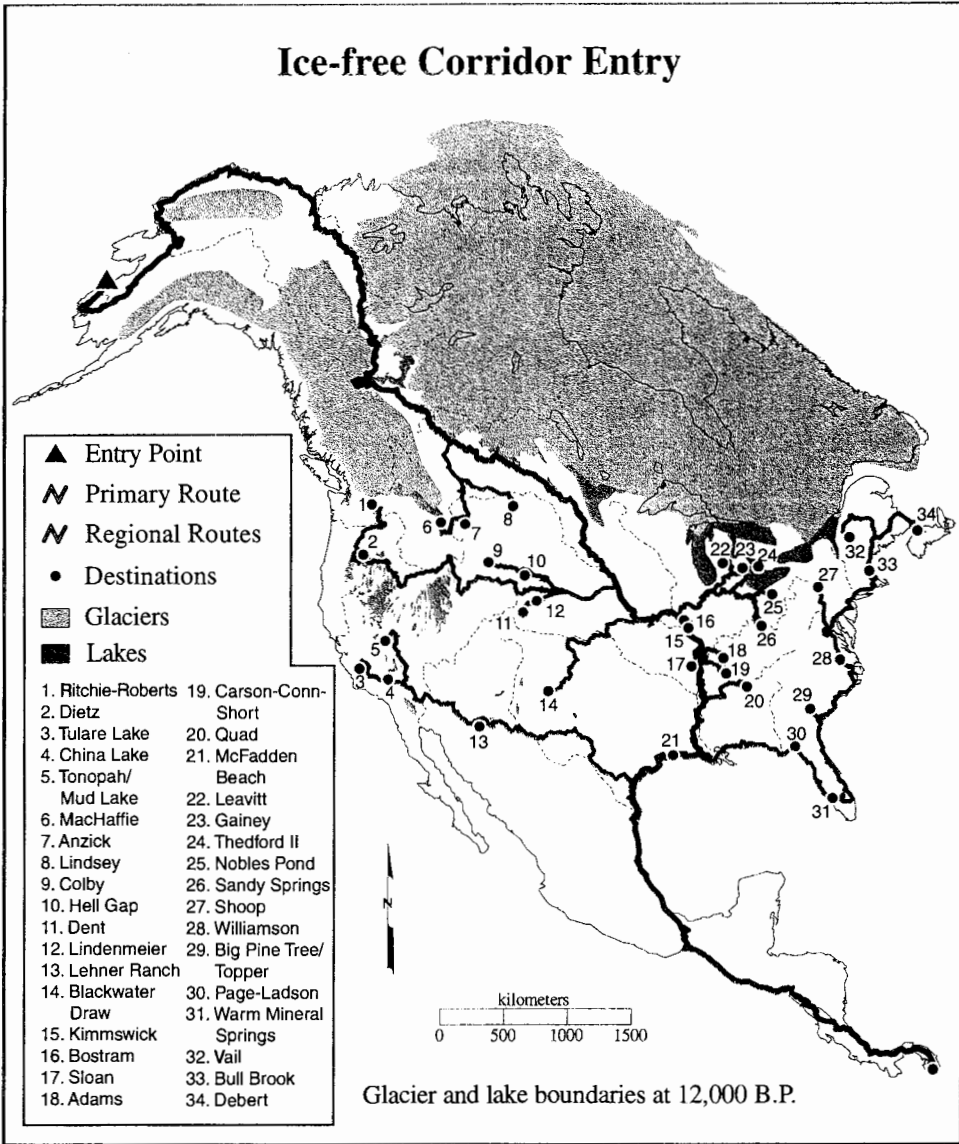 Ice-free Corridor Entry
Entry Point
Primary Route
Regional Routes
Destinations
Glaciers
Lakes
1. Ritchie-Roberts
2. Dietz
3. Tulare Lake
4. China Lake
5. Tonopah/
Mud Lake
6. MacHaffie
7. Anzick
8. Lindsey
9. Colby
10. Hell Gap
11. Dent
12. Lindenmeier
13. Lehner Ranch
14. Blackwater
Draw
15. Kimmswick
16. Bostram
17. Sloan
18. Adams
19. Carson-Conn-
Short
20. Quad
21. McFadden
Beach
22. Leavitt
23. Gainey
24. Thedford II
25. Nobles Pond
26. Sandy Springs
27. Shoop
28. Williamson
29. Big Pine Tree/
Topper
30. Page-Ladson
31. Warm Mineral
Springs
32. Vail
33. Bull Brook
34. Debert
1
2
3
4
5
6
7
8
9
10
11
12
13
14
15
16
17
18
19
20
21
22
23
24
25
26
27
28
29
30
31
32
33
34
N
kilometers
0 500 1000 1500
Glacier and lake boundaries at 12,000 B.P.